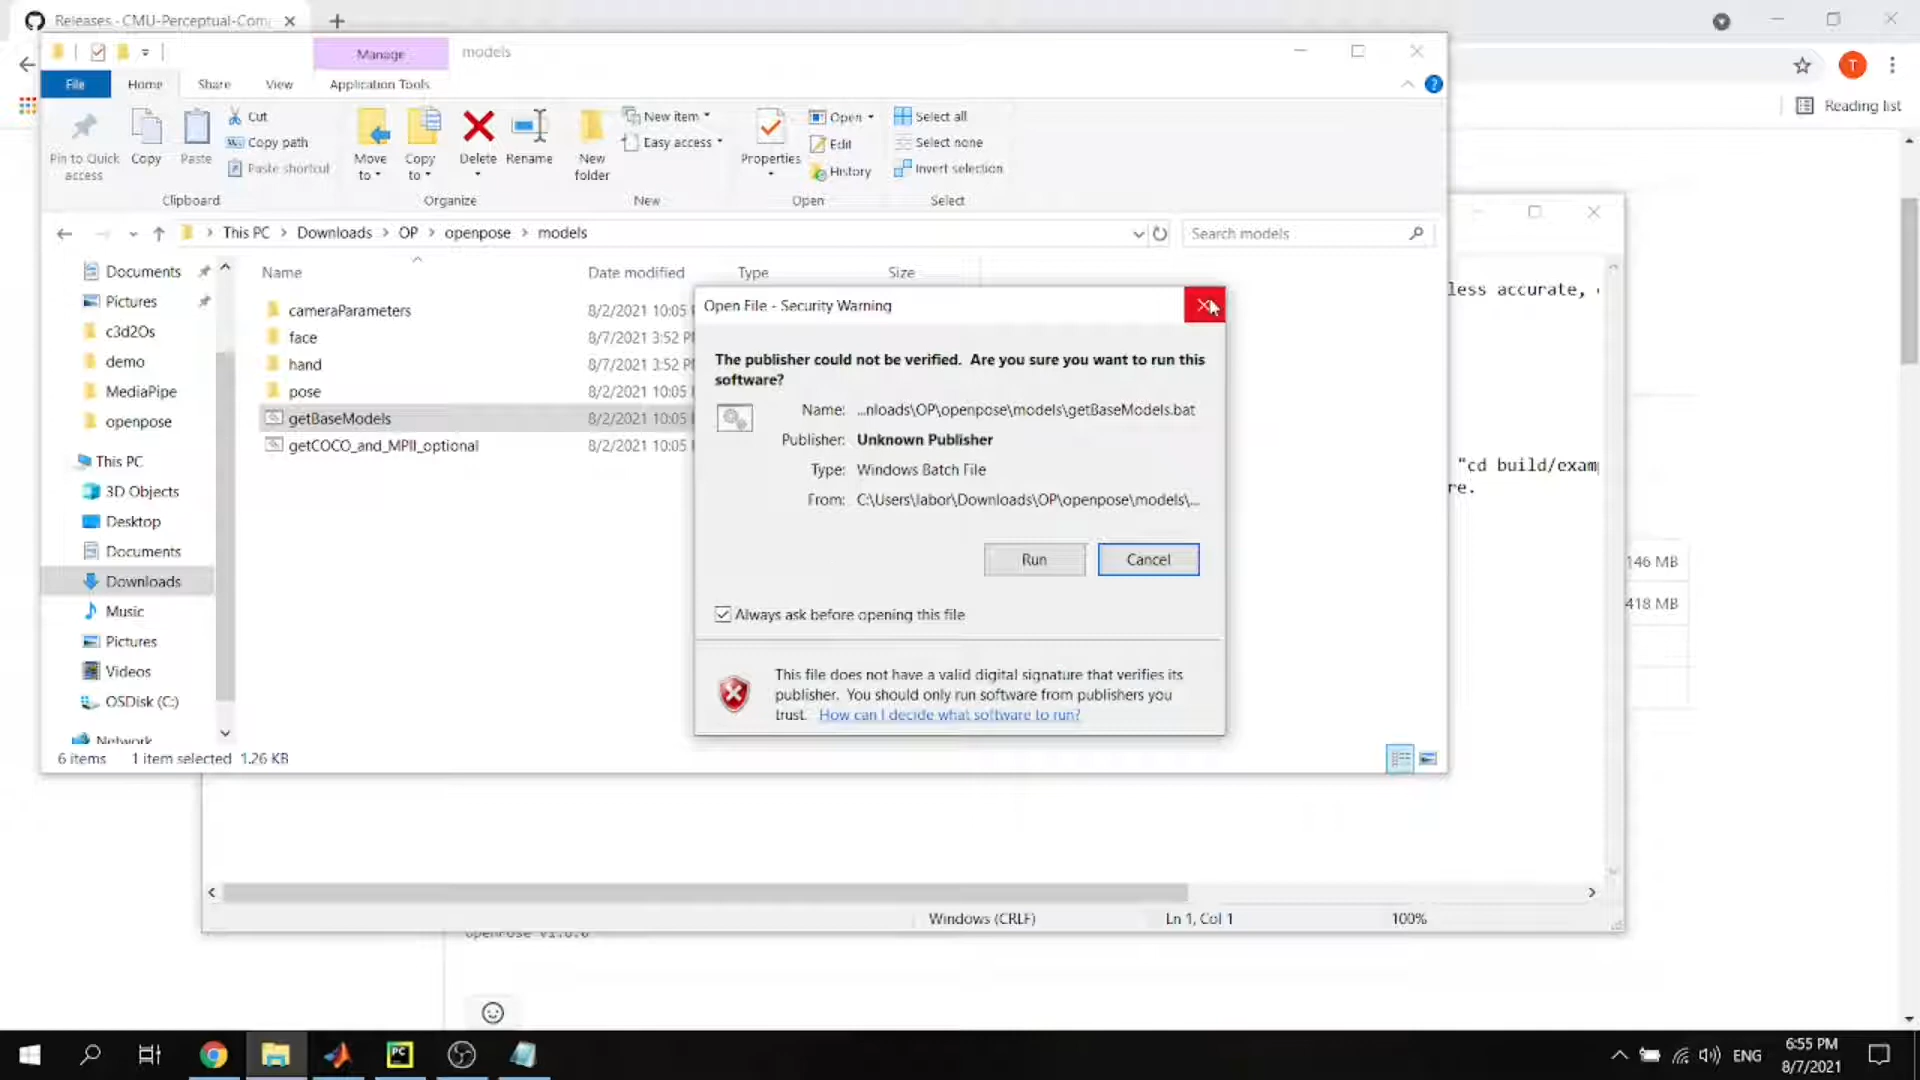 Releases · CMU-Perceptual-Com
Manage
models
File
Home
Share
View
Application Tools
T
Reading list
Pin to Quick access
Copy
Paste
Cut
Copy path
Paste shortcut
Clipboard
Move to
Copy to
Delete
Rename
Organize
New folder
New item
Easy access
New
Properties
Open
Edit
History
Open
Select all
Select none
Invert selection
Select
This PC
Downloads
OP
openpose
models
Search models
Documents
Pictures
c3d2Os
demo
MediaPipe
openpose
This PC
3D Objects
Desktop
Documents
Downloads
Music
Pictures
Videos
OSDisk (C:)
Network
Name
Date modified
Type
Size
cameraParameters
8/2/2021 10:05
face
8/7/2021 3:52 P
hand
8/7/2021 3:52 P
pose
8/2/2021 10:05
getBaseModels
8/2/2021 10:05
getCOCO_and_MPII_optional
8/2/2021 10:05
Open File - Security Warning
The publisher could not be verified. Are you sure you want to run this
software?
Name: ...nloads\OP\openpose\models\getBaseModels.bat
Publisher: Unknown Publisher
Type: Windows Batch File
From: C:\Users\labor\Downloads\OP\openpose\models\...
Run
Cancel
Always ask before opening this file
This file does not have a valid digital signature that verifies its
publisher. You should only run software from publishers you
trust. How can I decide what software to run?
less accurate,
"cd build/exam
re.
146 MB
418 MB
6 items
1 item selected 1.26 KB
Windows (CRLF)
Ln 1, Col 1
100%
ENG
6:55 PM
8/7/2021